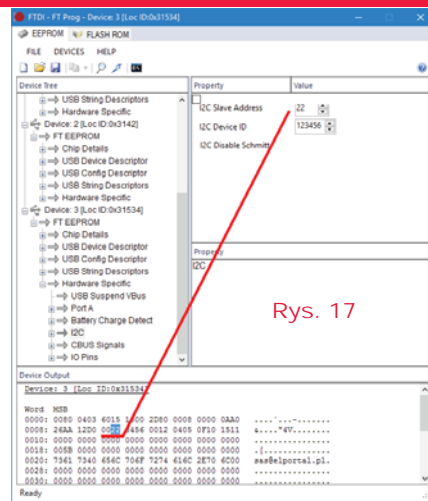 FTDI - FT Prog - Device: 3 [Loc ID:0x31534]
EEPROM FLASH ROM
FILE DEVICES HELP
Device Tree
USB String Descriptors
Hardware Specific
Device: 2 [Loc ID:0x3142]
FT EEPROM
Chip Details
USB Device Descriptor
USB Config Descriptor
USB String Descriptors
Hardware Specific
Device: 3 [Loc ID:0x31534]
FT EEPROM
Chip Details
USB Device Descriptor
USB Config Descriptor
USB String Descriptors
Hardware Specific
USB Suspend VBus
Port A
Battery Charge Detect
I2C
CBUS Signals
IO Pins
Property Value
I2C Slave Address 22
I2C Device ID 123456
I2C Disable Schmitt
Property
I2C
Rys. 17
Device Output
Device: 3 [Loc ID:0x31534]
Word MSB
0000: 0080 0403 6015 1000 2D80 0008 0000 0AA0
0008: 26AA 12D0 0022 3456 0012 0405 0F10 1511
0010: 0000 0000 0000 0000 0000 0000 0000 0000
0018: 005B 0000 0000 0000 0000 0000 0000 0000
0020: 7361 7340 656C 706F 7274 616C 2E70 6C00 sas@elportal.pl.
0028: 0000 0000 0000 0000 0000 0000 0000 0000
0030: 0000 0000 0000 0000 0000 0000 0000 0000
Ready